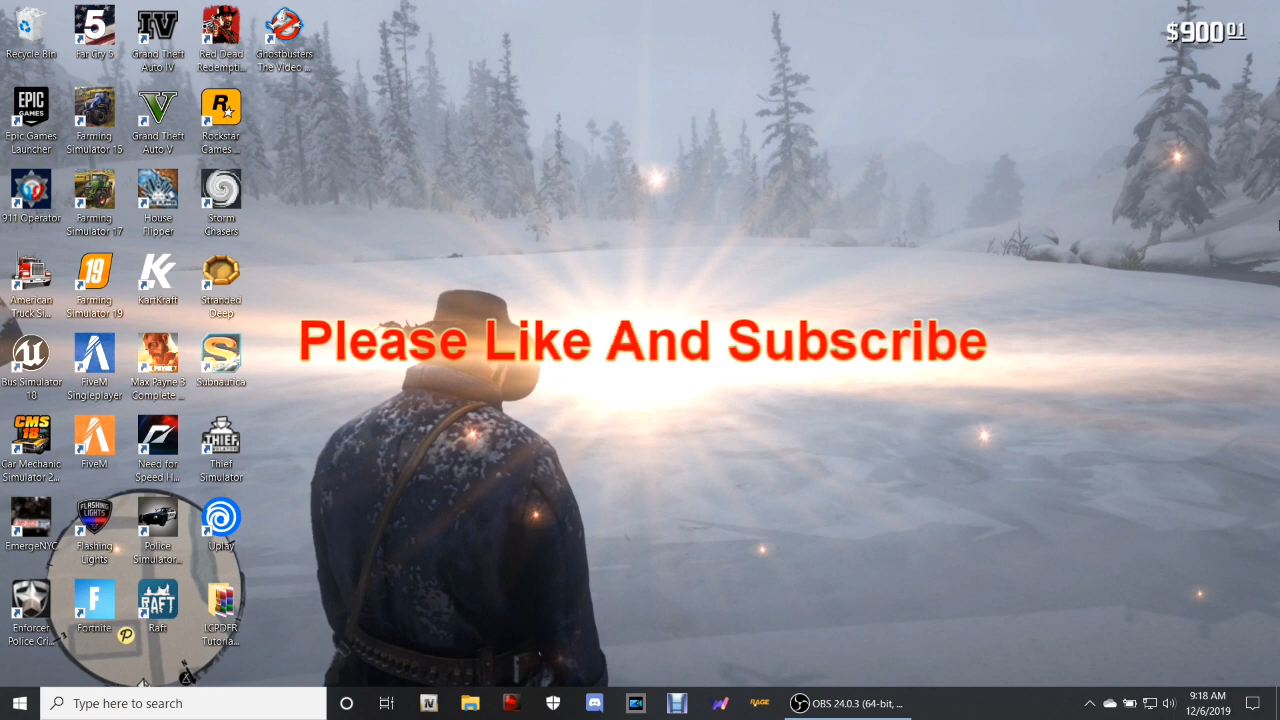 Recycle Bin
Far Cry 5
Grand Theft
Auto IV
Red Dead
Redempti...
Ghostbusters
The Video ...
$900 01
Epic Games
Launcher
Farming
Simulator 15
Grand Theft
Auto V
Rockstar
Games ...
911 Operator
Farming
Simulator 17
House
Flipper
Storm
Chasers
American
Truck Si...
Farming
Simulator 19
KartKraft
Stranded
Deep
Please Like And Subscribe
Bus Simulator
18
FiveM
Singleplayer
Max Payne 3
Complete ...
Subnautica
Car Mechanic
Simulator 2...
FiveM
Need for
Speed H...
Thief
Simulator
EmergeNYC
Flashing
Lights
Police
Simulator...
Uplay
Enforcer
Police Cri...
Fortnite
Raft
LCPDFR
Tutoria...
Type here to search
OBS 24.0.3 (64-bit, ...
9:18 AM
12/6/2019